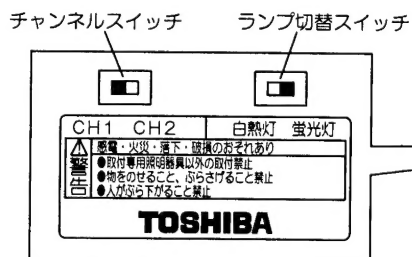 チャンネルスイッチ ランプ切替スイッチ
CH1 CH2 白熱灯 蛍光灯
警告 感電・火災・落下・破損のおそれあり
●取付専用照明器具以外の取付禁止
●物をのせること、ぶらさげること禁止
●人がぶら下がること禁止
TOSHIBA